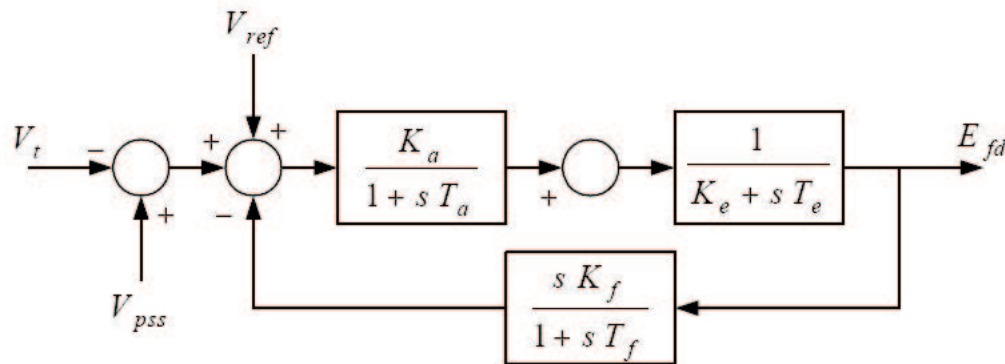 V_ref
V_t
− + +
K_a
1 + s T_a
+
1
K_e + s T_e
E_fd
+ −
V_pss
s K_f
1 + s T_f